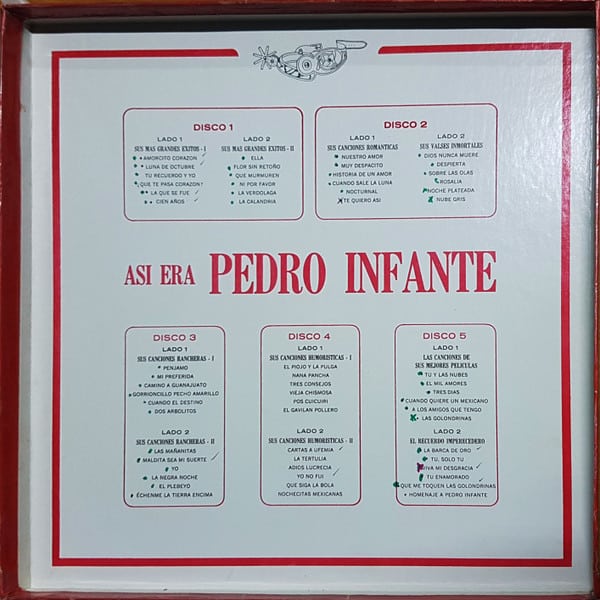 DISCO 1
LADO 1
SUS MAS GRANDES EXITOS - I
AMORCITO CORAZON
LUNA DE OCTUBRE
TU RECUERDO Y YO
¿QUE TE PASA CORAZON?
LA QUE SE FUE
CIEN AÑOS
LADO 2
SUS MAS GRANDES EXITOS - II
ELLA
FLOR SIN RETOÑO
QUE MURMUREN
NI POR FAVOR
LA VERDOLAGA
LA CALANDRIA
DISCO 2
LADO 1
SUS CANCIONES ROMANTICAS
NUESTRO AMOR
MUY DESPACITO
HISTORIA DE UN AMOR
CUANDO SALE LA LUNA
NOCTURNAL
TE QUIERO ASI
LADO 2
SUS VALSES INMORTALES
DIOS NUNCA MUERE
DESPIERTA
SOBRE LAS OLAS
ROSALIA
NOCHE PLATEADA
NUBE GRIS
ASI ERA PEDRO INFANTE
DISCO 3
LADO 1
SUS CANCIONES RANCHERAS - I
PENJAMO
MI PREFERIDA
CAMINO A GUANAJUATO
GORRIONCILLO PECHO AMARILLO
CUANDO EL DESTINO
DOS ARBOLITOS
LADO 2
SUS CANCIONES RANCHERAS - II
LAS MAÑANITAS
MALDITA SEA MI SUERTE
YO
LA NEGRA NOCHE
EL PLEBEYO
ÉCHENME LA TIERRA ENCIMA
DISCO 4
LADO 1
SUS CANCIONES HUMORISTICAS - I
EL PIOJO Y LA PULGA
NANA PANCHA
TRES CONSEJOS
VIEJA CHISMOSA
POS CUICUIRI
EL GAVILAN POLLERO
LADO 2
SUS CANCIONES HUMORISTICAS - II
CARTAS A UFEMIA
LA TERTULIA
ADIOS LUCRECIA
YO NO FUI
QUE SIGA LA BOLA
NOCHECITAS MEXICANAS
DISCO 5
LADO 1
LAS CANCIONES DE
SUS MEJORES PELICULAS
TU Y LAS NUBES
EL MIL AMORES
TRES DIAS
CUANDO QUIERE UN MEXICANO
A LOS AMIGOS QUE TENGO
LAS GOLONDRINAS
LADO 2
EL RECUERDO IMPERECEDERO
LA BARCA DE ORO
TU, SOLO TU
VIVA MI DESGRACIA
TU ENAMORADO
QUE ME TOQUEN LAS GOLONDRINAS
HOMENAJE A PEDRO INFANTE